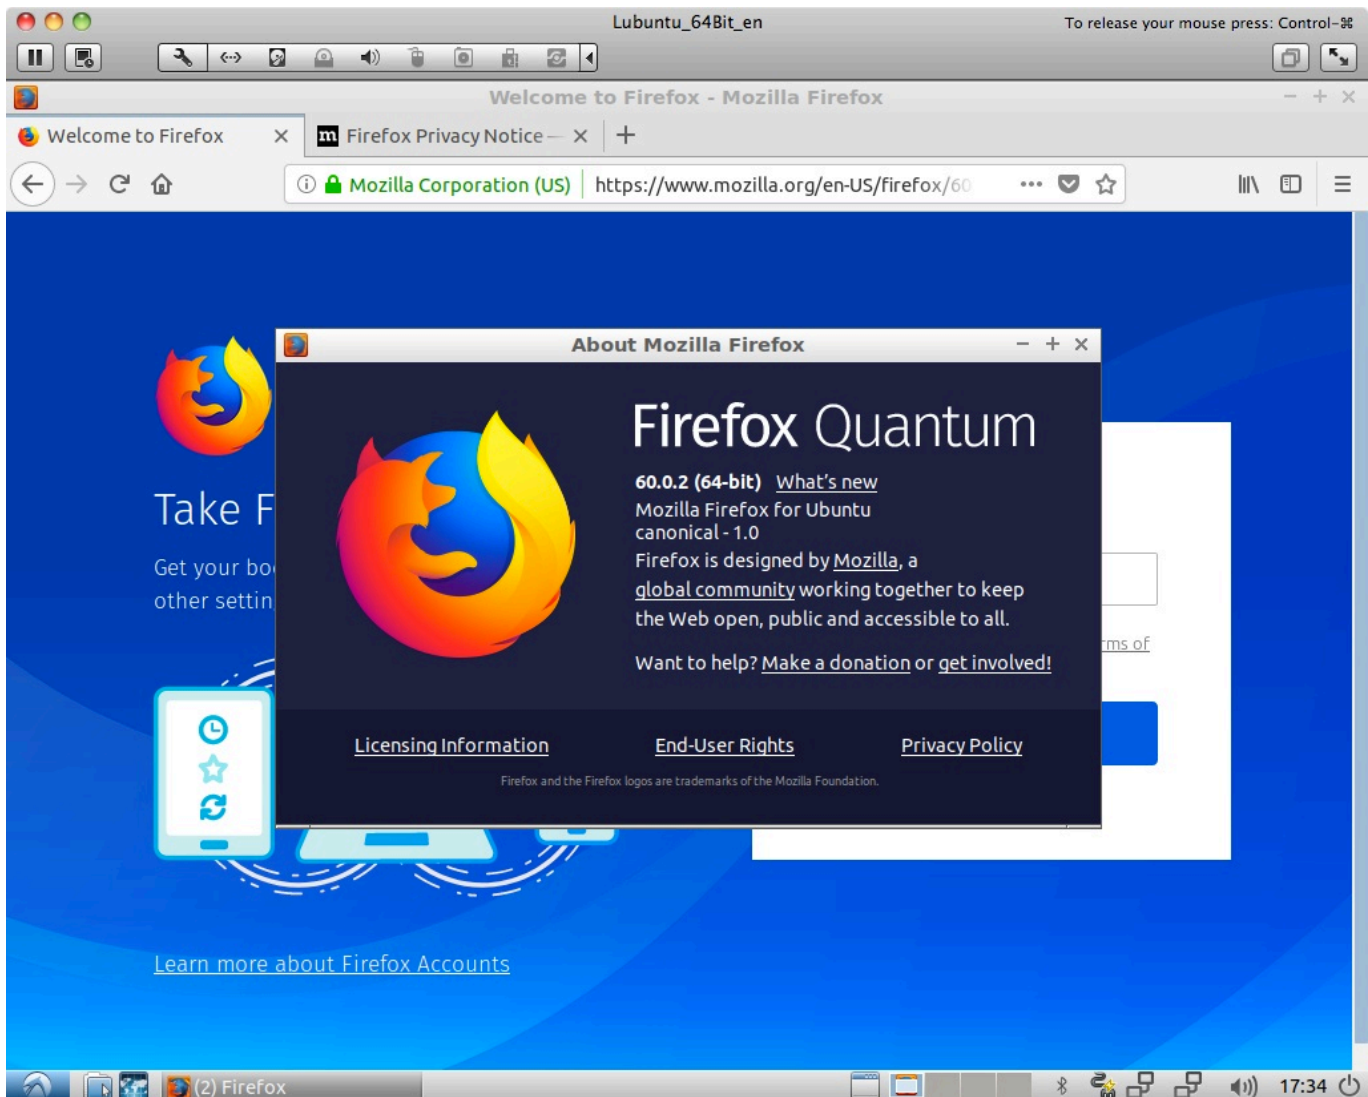 Lubuntu_64Bit_en
To release your mouse press: Control-⌘
Welcome to Firefox - Mozilla Firefox
Welcome to Firefox
Firefox Privacy Notice —
Mozilla Corporation (US)
https://www.mozilla.org/en-US/firefox/60
About Mozilla Firefox
Firefox Quantum
60.0.2 (64-bit) What's new
Mozilla Firefox for Ubuntu
canonical - 1.0
Firefox is designed by Mozilla, a
global community working together to keep
the Web open, public and accessible to all.
Want to help? Make a donation or get involved!
Licensing Information
End-User Rights
Privacy Policy
Firefox and the Firefox logos are trademarks of the Mozilla Foundation.
Take F
Get your bo
other settin
rms of
Learn more about Firefox Accounts
(2) Firefox
17:34